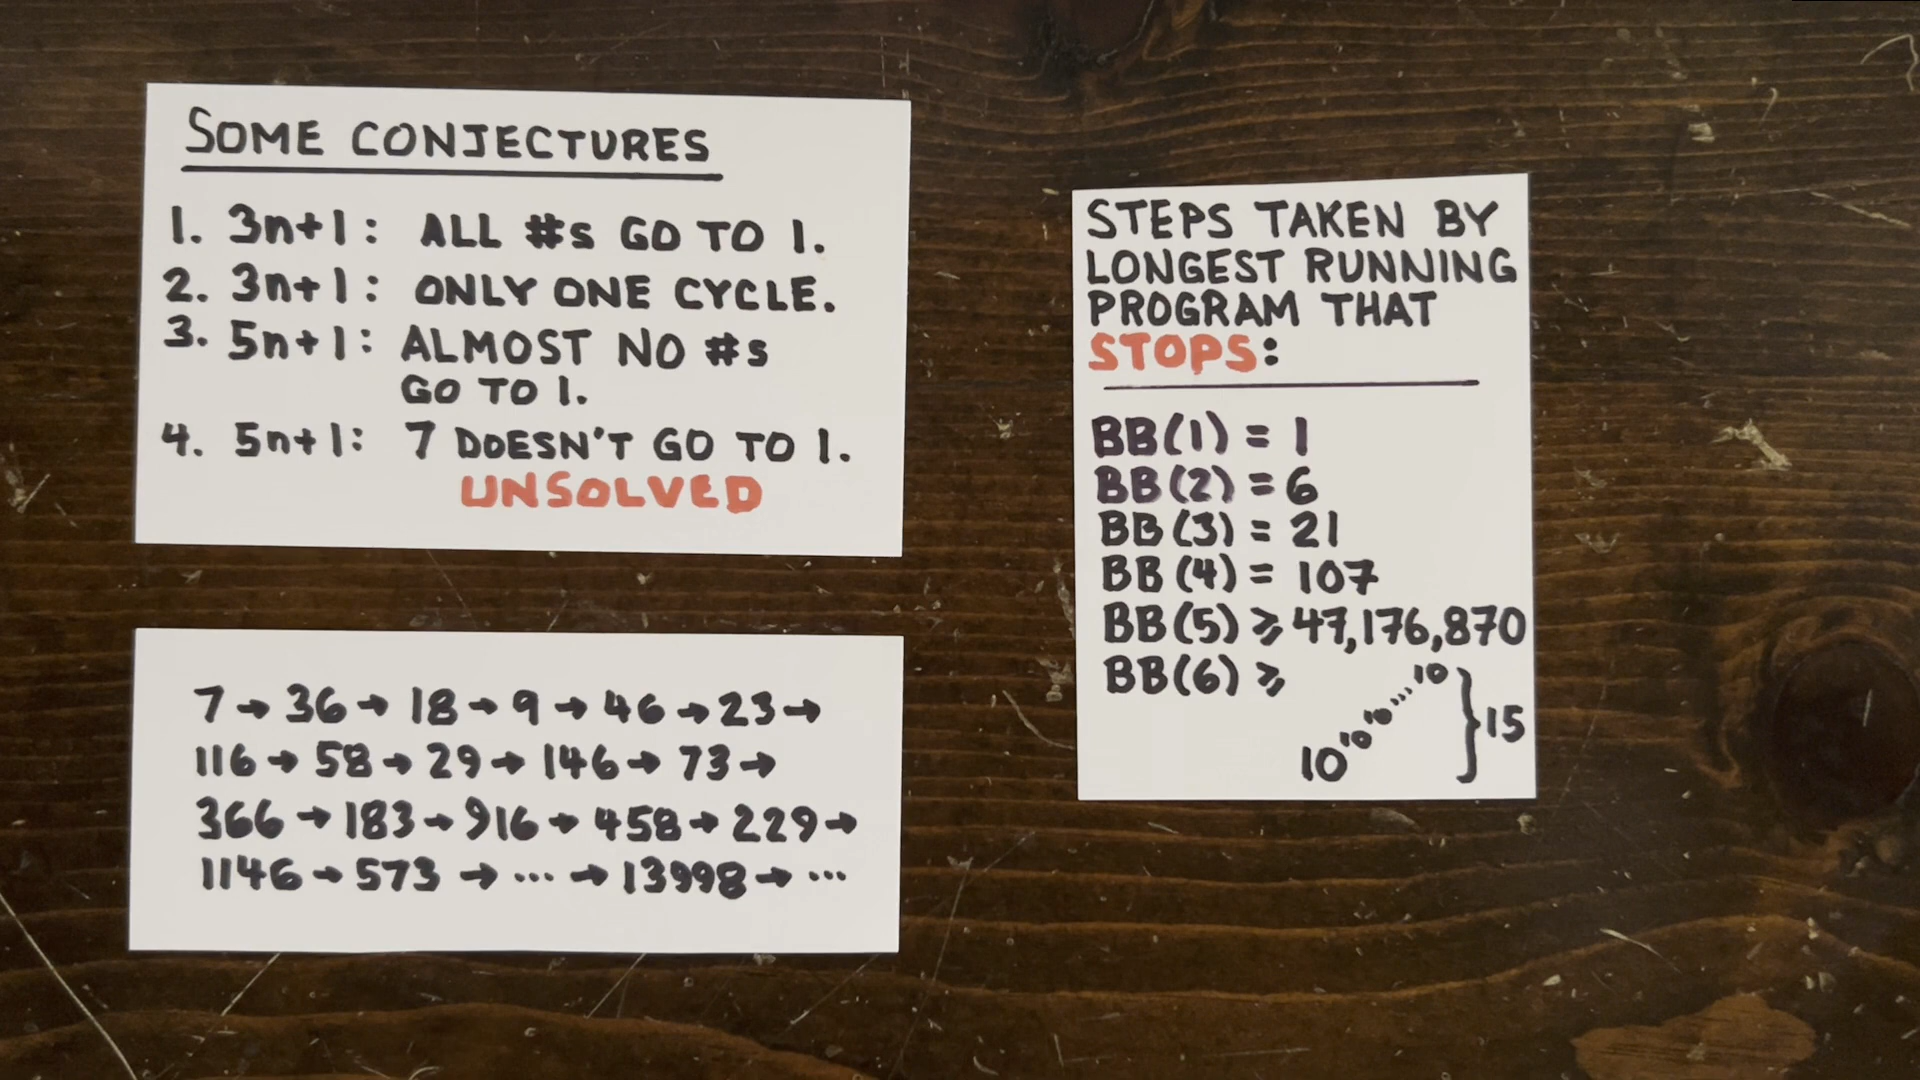 SOME CONJECTURES
1. 3n+1: ALL #s GO TO 1.
2. 3n+1: ONLY ONE CYCLE.
3. 5n+1: ALMOST NO #s
GO TO 1.
4. 5n+1: 7 DOESN'T GO TO 1.
UNSOLVED
7 → 36 → 18 → 9 → 46 → 23 →
116 → 58 → 29 → 146 → 73 →
366 → 183 → 916 → 458 → 229 →
1146 → 573 → ... → 13998 → ...
STEPS TAKEN BY
LONGEST RUNNING
PROGRAM THAT
STOPS:
BB(1) = 1
BB(2) = 6
BB(3) = 21
BB(4) = 107
BB(5) ⩾ 47,176,870
BB(6) ⩾ 10^10^10^...^10 } 15